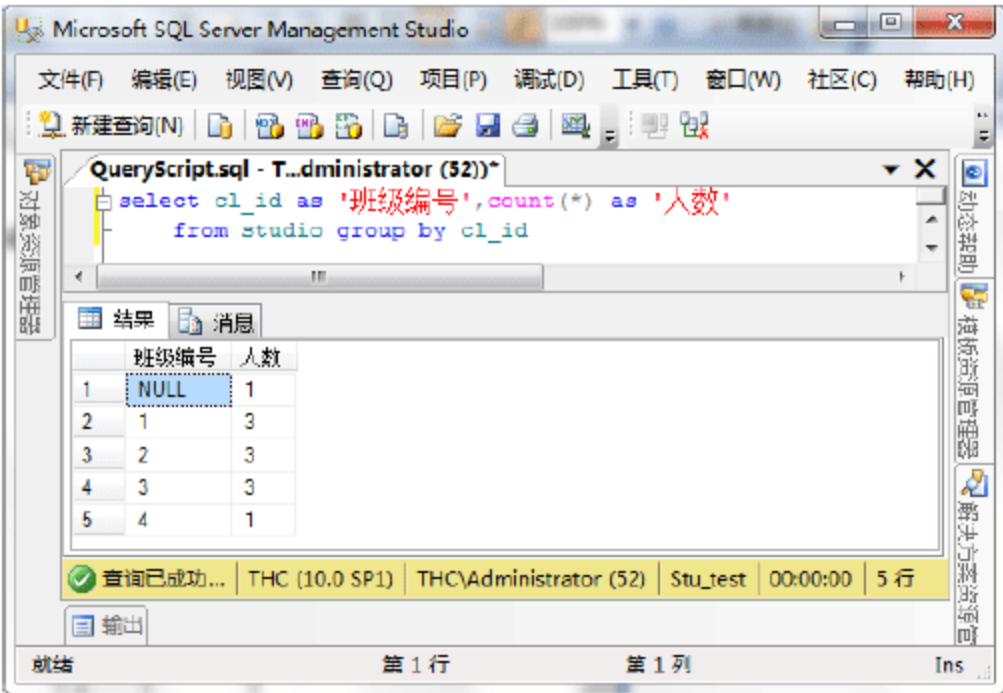 Microsoft SQL Server Management Studio
文件(F) 编辑(E) 视图(V) 查询(Q) 项目(P) 调试(D) 工具(T) 窗口(W) 社区(C) 帮助(H)
新建查询(N)
QueryScript.sql - T...dministrator (52))*
select cl_id as '班级编号',count(*) as '人数'
from studio group by cl_id
对象资源管理器
动态帮助
模板资源管理器
解决方案资源管
结果 消息
班级编号 人数
1 NULL 1
2 1 3
3 2 3
4 3 3
5 4 1
查询已成功... THC (10.0 SP1) THC\Administrator (52) Stu_test 00:00:00 5 行
输出
就绪 第 1 行 第 1 列 Ins